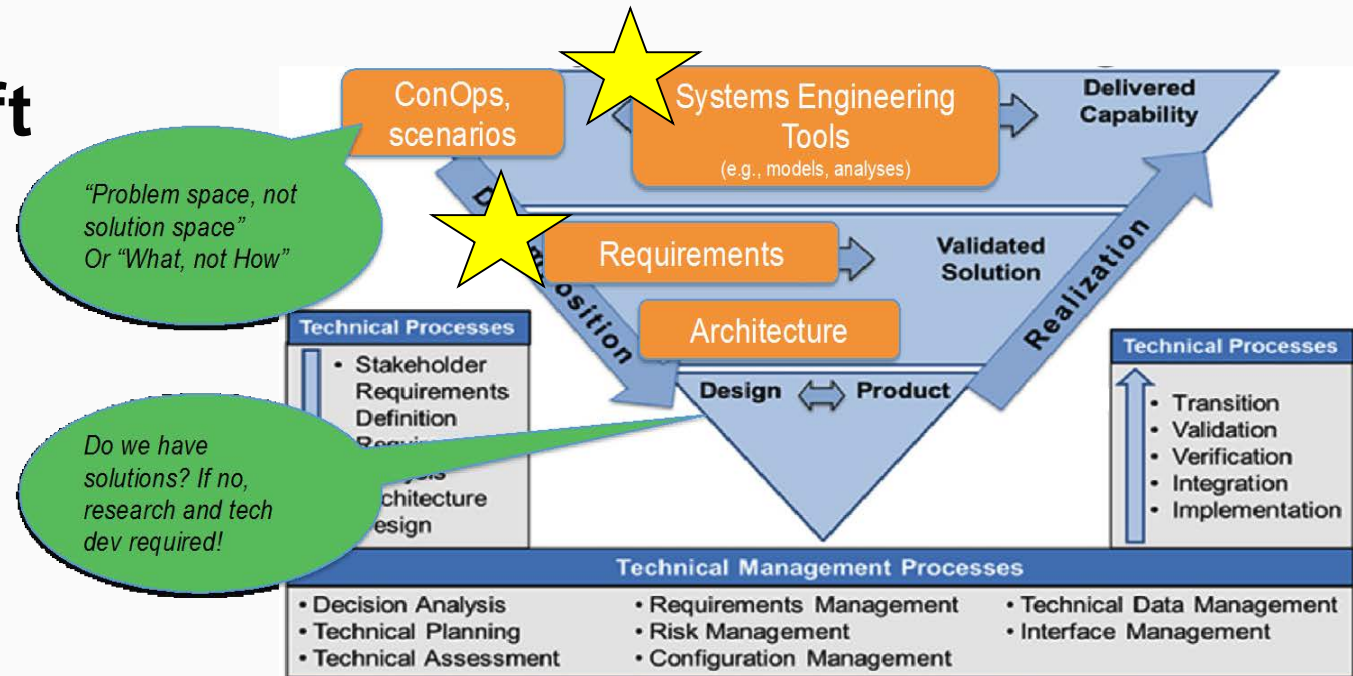 ft
ConOps,
scenarios
Systems Engineering
Tools
(e.g., models, analyses)
Delivered
Capability
"Problem space, not
solution space"
Or "What, not How"
Requirements
Validated
Solution
Architecture
Realization
Design
Product
Technical Processes
• Stakeholder
Requirements
Definition
Do we have
solutions? If no,
research and tech
dev required!
Technical Processes
• Transition
• Validation
• Verification
• Integration
• Implementation
Technical Management Processes
• Decision Analysis
• Technical Planning
• Technical Assessment
• Requirements Management
• Risk Management
• Configuration Management
• Technical Data Management
• Interface Management